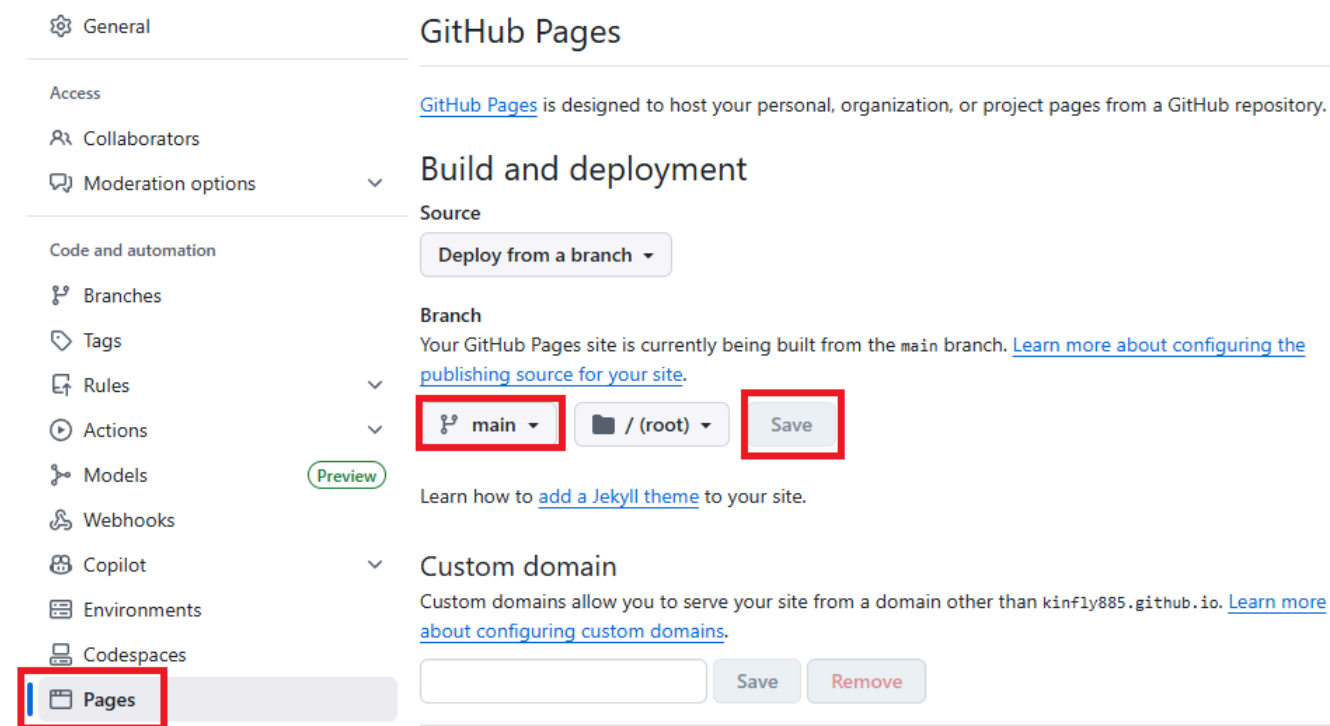 General
Access
Collaborators
Moderation options
Code and automation
Branches
Tags
Rules
Actions
Models
Preview
Webhooks
Copilot
Environments
Codespaces
Pages
GitHub Pages
GitHub Pages is designed to host your personal, organization, or project pages from a GitHub repository.
Build and deployment
Source
Deploy from a branch
Branch
Your GitHub Pages site is currently being built from the main branch. Learn more about configuring the
publishing source for your site.
main / (root) Save
Learn how to add a Jekyll theme to your site.
Custom domain
Custom domains allow you to serve your site from a domain other than kinfly885.github.io. Learn more
about configuring custom domains.
Save Remove